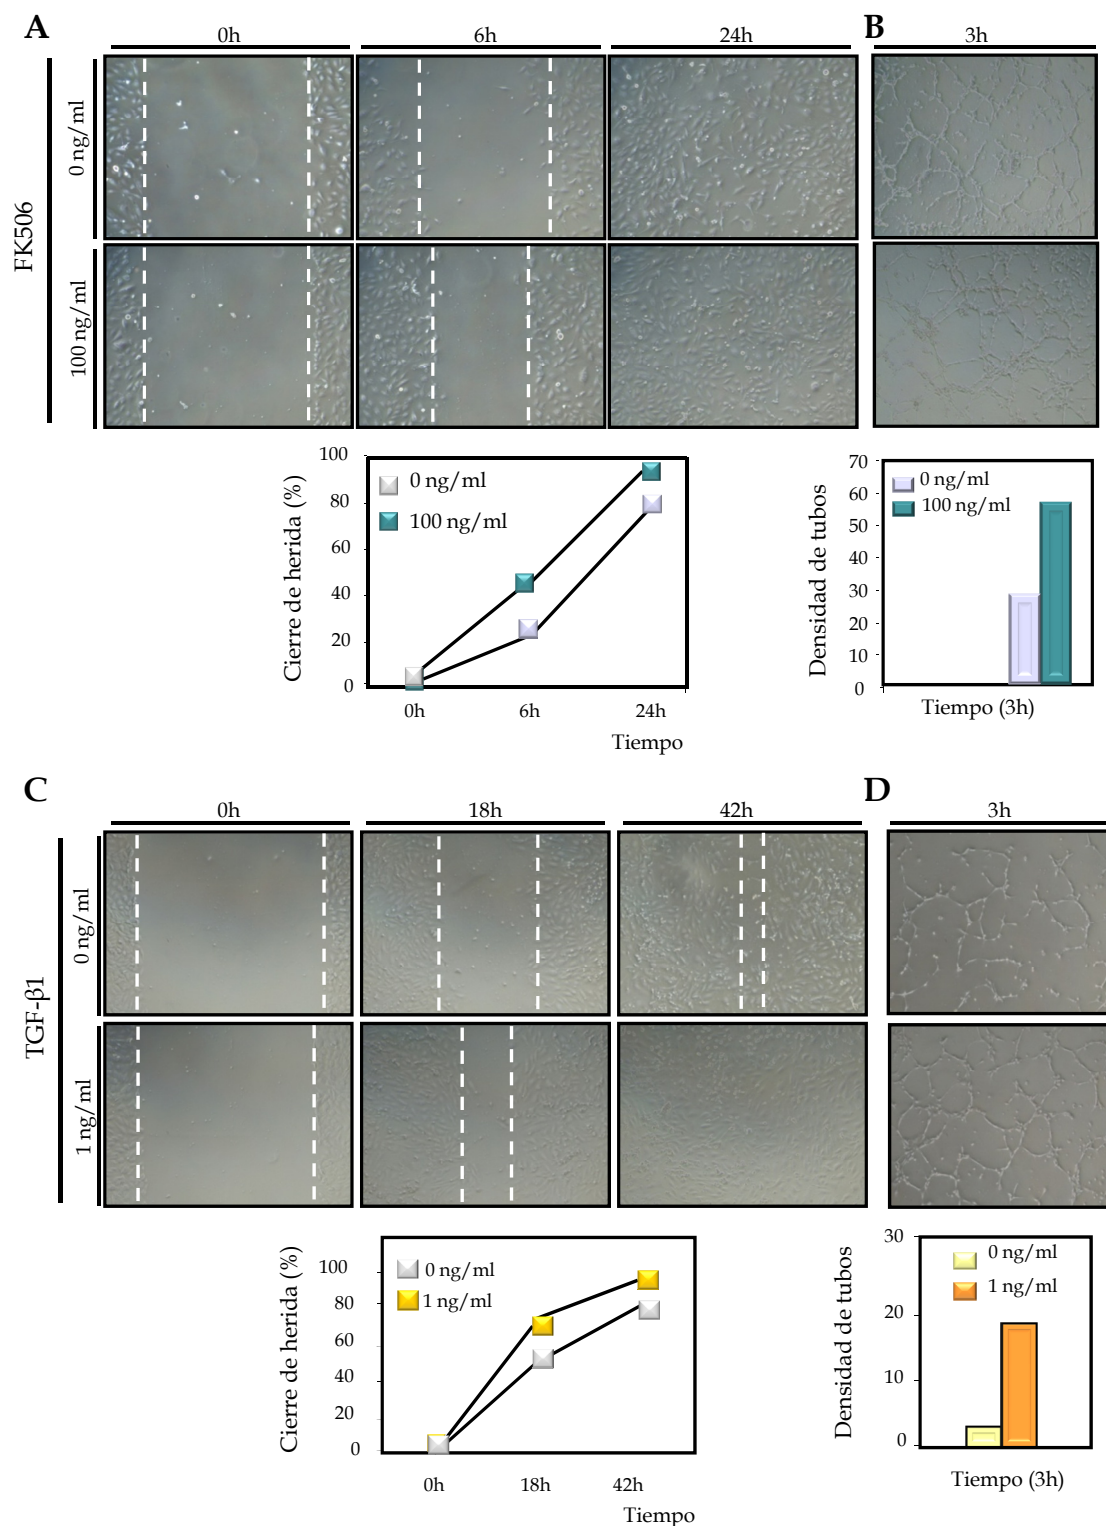 A
B
0h
6h
24h
3h
FK506
0 ng/ml
100 ng/ml
Cierre de herida (%)
100
80
60
40
20
0
0 ng/ml
100 ng/ml
0h
6h
24h
Tiempo
Densidad de tubos
70
60
50
40
30
20
10
0
0 ng/ml
100 ng/ml
Tiempo (3h)
C
D
0h
18h
42h
3h
TGF-β1
0 ng/ml
1 ng/ml
Cierre de herida (%)
100
80
60
40
20
0
0 ng/ml
1 ng/ml
0h
18h
42h
Tiempo
Densidad de tubos
30
20
10
0
0 ng/ml
1 ng/ml
Tiempo (3h)